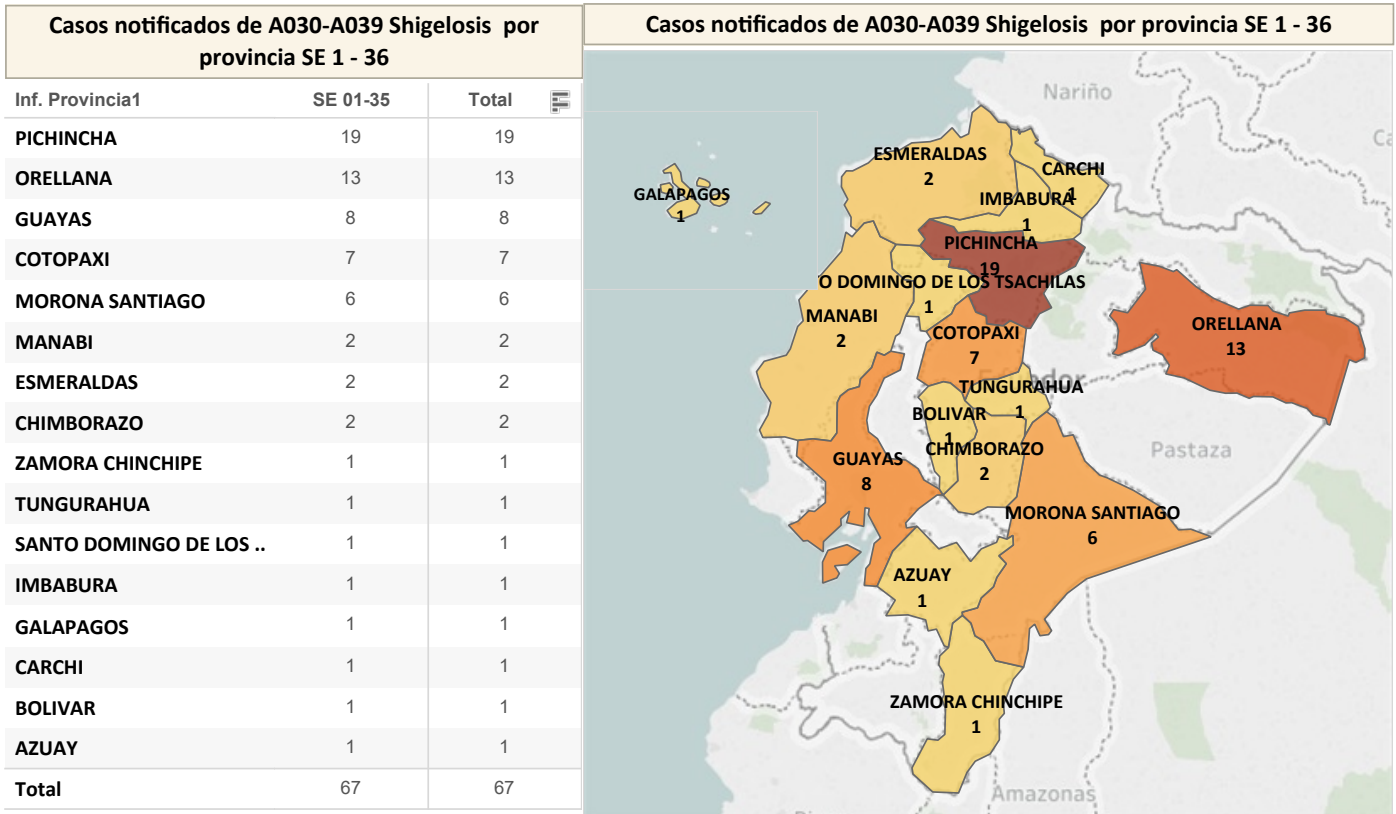 Casos notificados de A030-A039 Shigelosis por
provincia SE 1 - 36
Inf. Provincia1 SE 01-35 Total
PICHINCHA 19 19
ORELLANA 13 13
GUAYAS 8 8
COTOPAXI 7 7
MORONA SANTIAGO 6 6
MANABI 2 2
ESMERALDAS 2 2
CHIMBORAZO 2 2
ZAMORA CHINCHIPE 1 1
TUNGURAHUA 1 1
SANTO DOMINGO DE LOS .. 1 1
IMBABURA 1 1
GALAPAGOS 1 1
CARCHI 1 1
BOLIVAR 1 1
AZUAY 1 1
Total 67 67
Casos notificados de A030-A039 Shigelosis por provincia SE 1 - 36
Nariño
ESMERALDAS
2
CARCHI
1
GALAPAGOS
1
IMBABURA
1
PICHINCHA
19
O DOMINGO DE LOS TSACHILAS
1
MANABI
2
ORELLANA
13
COTOPAXI
7
TUNGURAHUA
1
BOLIVAR
1
CHIMBORAZO
2
Pastaza
GUAYAS
8
MORONA SANTIAGO
6
AZUAY
1
ZAMORA CHINCHIPE
1
Amazonas